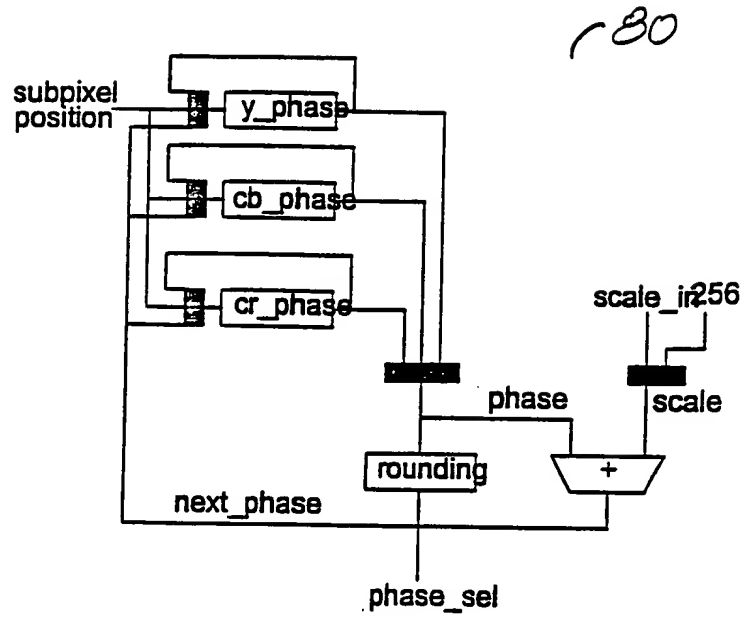 80
subpixel
position
y_phase
cb_phase
cr_phase
scale_in 256
phase
scale
rounding
+
next_phase
phase_sel